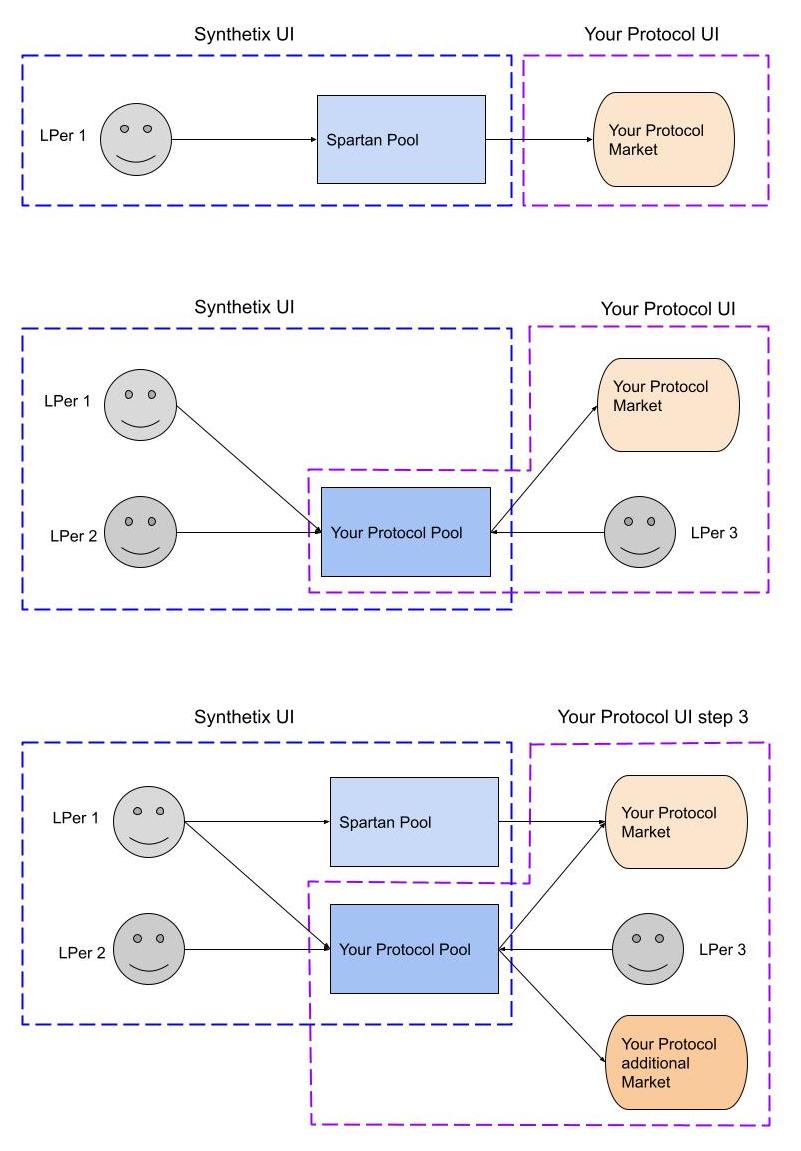 Synthetix UI
Your Protocol UI
LPer 1
Spartan Pool
Your Protocol
Market
Synthetix UI
Your Protocol UI
LPer 1
Your Protocol
Market
LPer 2
Your Protocol Pool
LPer 3
Synthetix UI
Your Protocol UI step 3
LPer 1
Spartan Pool
Your Protocol
Market
LPer 2
Your Protocol Pool
LPer 3
Your Protocol
additional
Market